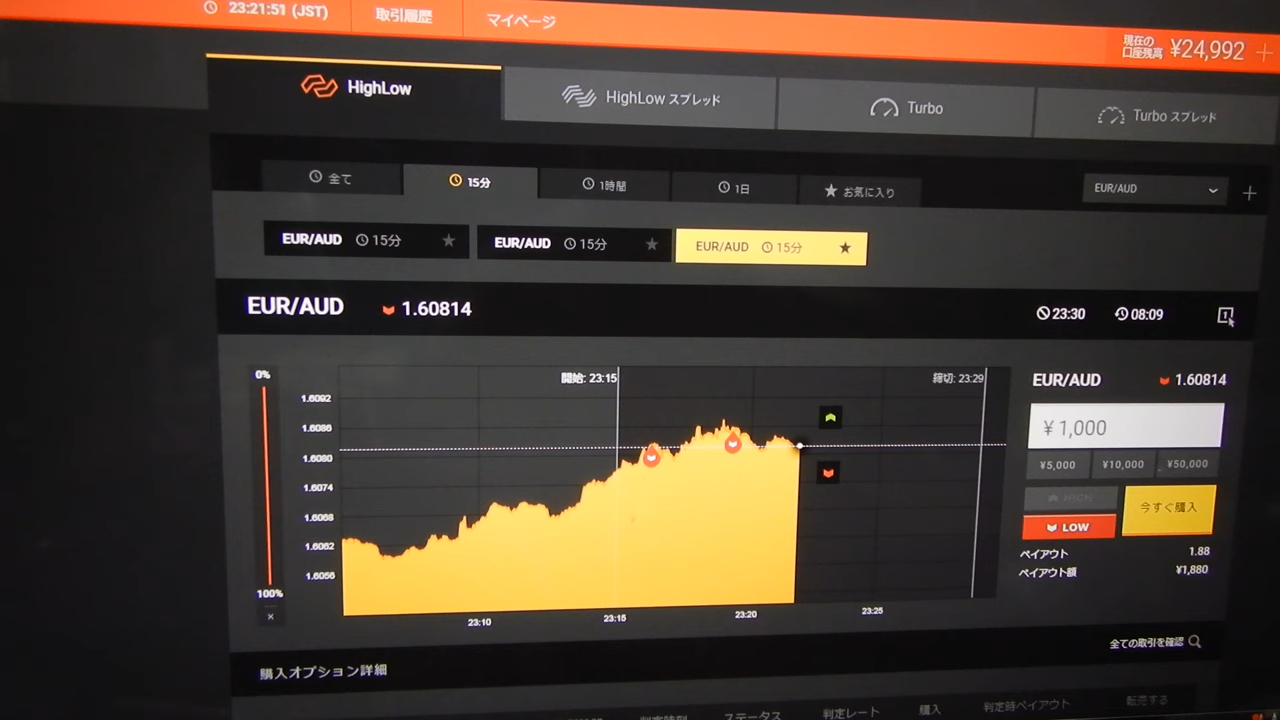 23:21:51 (JST) 取引履歴 マイページ
現在の
口座残高 ¥24,992
HighLow HighLow スプレッド Turbo Turbo スプレッド
全て 15分 1時間 1日 お気に入り EUR/AUD
EUR/AUD 15分 EUR/AUD 15分 EUR/AUD 15分
EUR/AUD 1.60814 23:30 08:09 1
0% 開始: 23:15 締切: 23:29 EUR/AUD 1.60814
1.6092
1.6086 ¥ 1,000
1.6080
¥5,000 ¥10,000 ¥50,000
1.6074
HIGH 今すぐ購入
1.6068
LOW
1.6062
ペイアウト 1.88
1.6056
ペイアウト額 ¥1,880
100%
23:10 23:15 23:20 23:25
全ての取引を確認
購入オプション詳細
判定時刻 ステータス 判定レート 購入 判定時ペイアウト 転売する